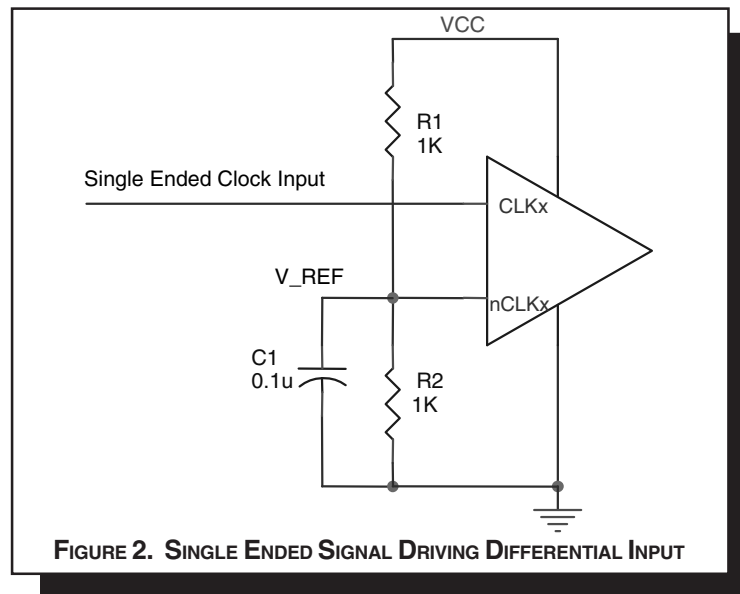 VCC
R1
1K
Single Ended Clock Input
CLKx
V_REF
nCLKx
C1
0.1u
R2
1K
FIGURE 2. SINGLE ENDED SIGNAL DRIVING DIFFERENTIAL INPUT